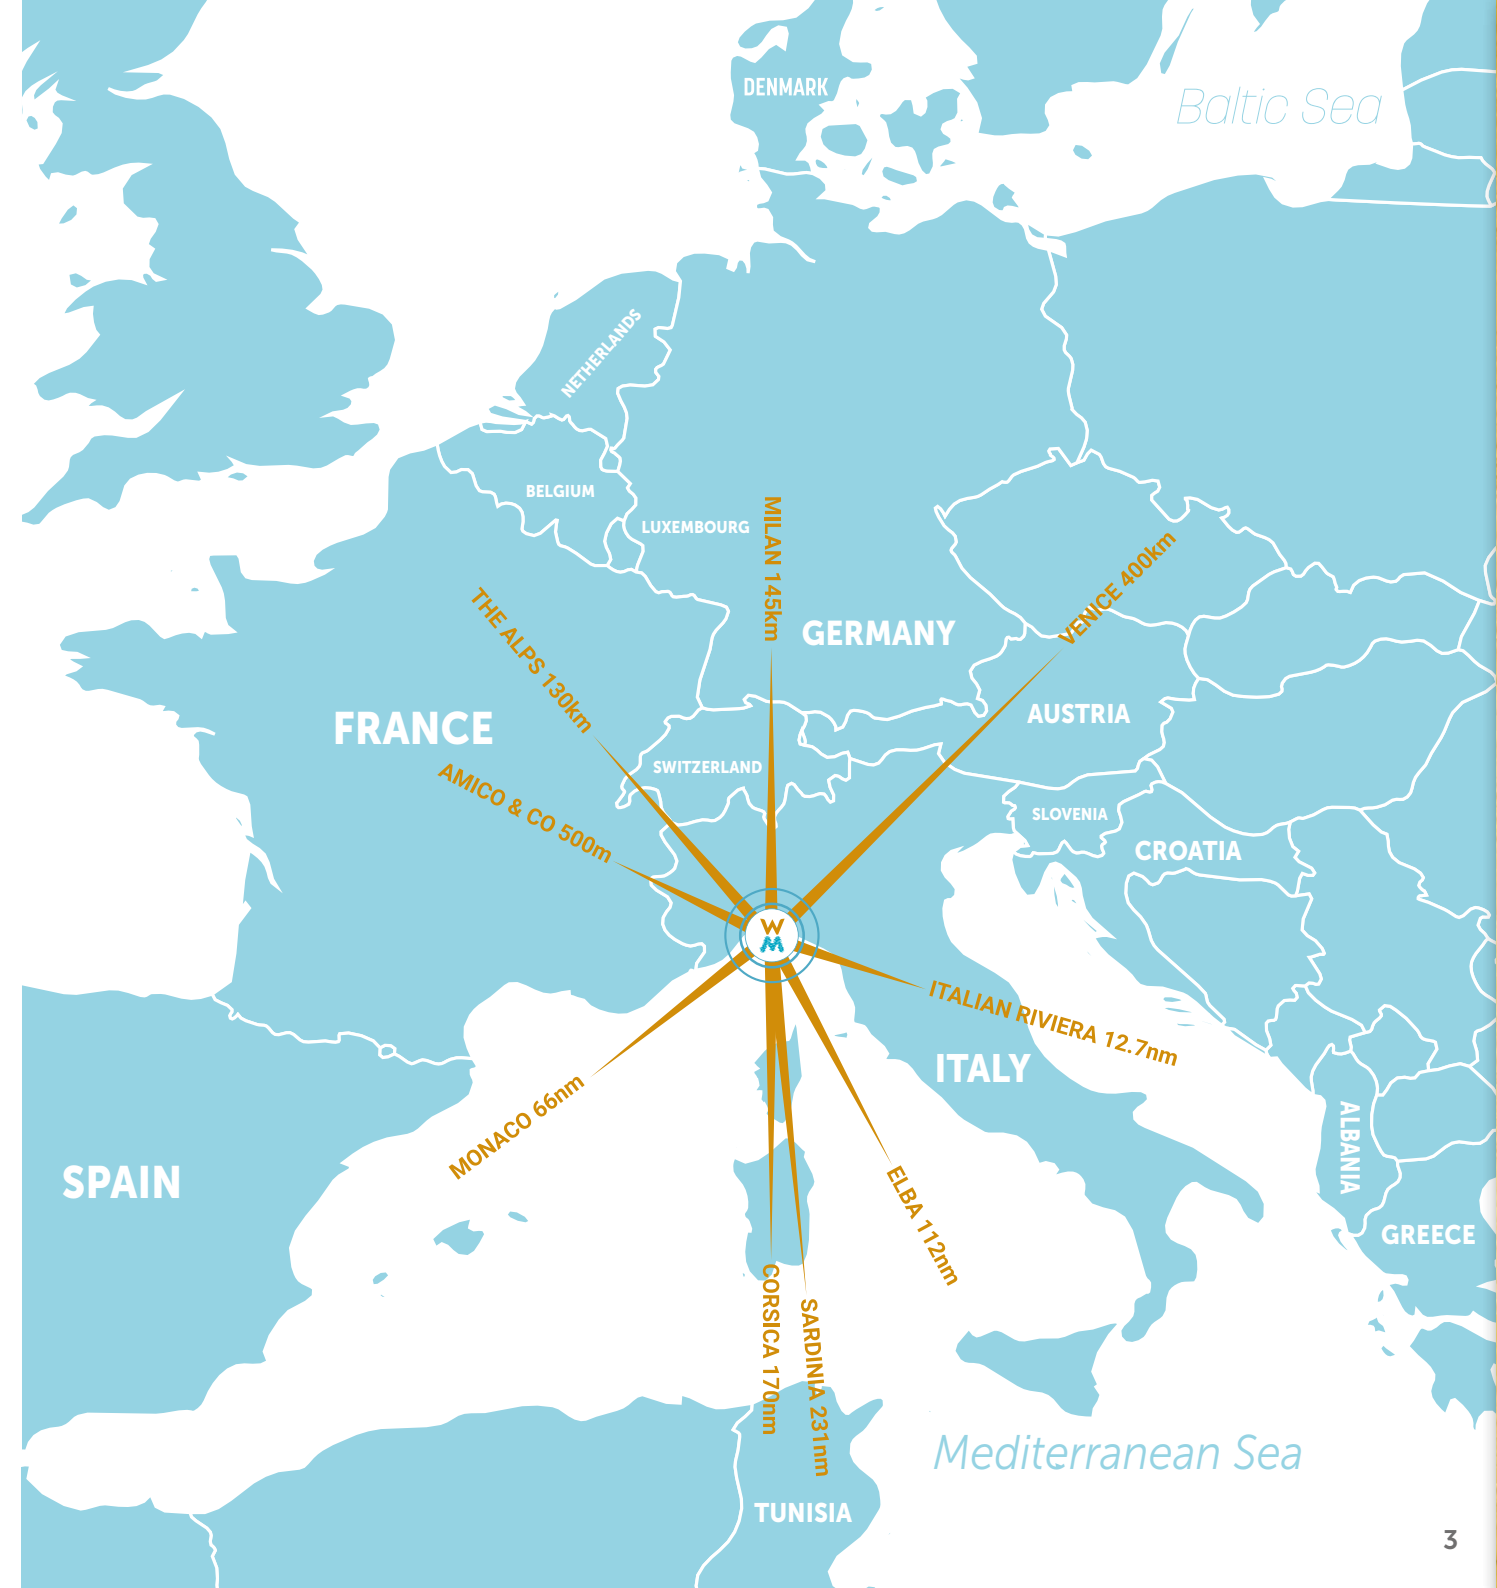 DENMARK
Baltic Sea
NETHERLANDS
BELGIUM
LUXEMBOURG
MILAN 145km
VENICE 400km
THE ALPS 130km
GERMANY
FRANCE
AUSTRIA
SWITZERLAND
AMICO & CO 500m
SLOVENIA
CROATIA
W
M
ITALIAN RIVIERA 12.7nm
ITALY
MONACO 66nm
ALBANIA
SPAIN
ELBA 112nm
GREECE
CORSICA 170nm
SARDINIA 231nm
Mediterranean Sea
TUNISIA
3